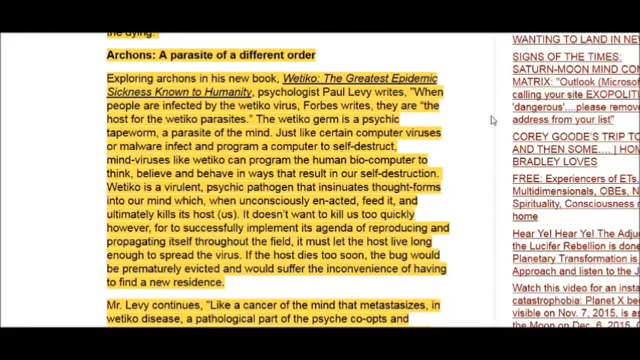 the dying.
Archons: A parasite of a different order
Exploring archons in his new book, Wetiko: The Greatest Epidemic
Sickness Known to Humanity, psychologist Paul Levy writes, "When
people are infected by the wetiko virus, Forbes writes, they are "the
host for the wetiko parasites." The wetiko germ is a psychic
tapeworm, a parasite of the mind. Just like certain computer viruses
or malware infect and program a computer to self-destruct,
mind-viruses like wetiko can program the human bio-computer to
think, believe and behave in ways that result in our self-destruction.
Wetiko is a virulent, psychic pathogen that insinuates thought-forms
into our mind which, when unconsciously en-acted, feed it, and
ultimately kills its host (us). It doesn't want to kill us too quickly
however, for to successfully implement its agenda of reproducing and
propagating itself throughout the field, it must let the host live long
enough to spread the virus. If the host dies too soon, the bug would
be prematurely evicted and would suffer the inconvenience of having
to find a new residence.
Mr. Levy continues, "Like a cancer of the mind that metastasizes, in
wetiko disease, a pathological part of the psyche co-opts and
WANTING TO LAND IN NEW
SIGNS OF THE TIMES:
SATURN-MOON MIND CO
MATRIX: "Outlook (Microsof
calling your site EXOPOLITI
'dangerous'....please remov
address from your list"
COREY GOODE'S TRIP TO
AND THEN SOME.... | HOM
BRADLEY LOVES
FREE: Experiencers of ETs,
Multidimensionals, OBEs, N
Spirituality, Consciousness r
home
Hear Ye! Hear Ye! The Adju
the Lucifer Rebellion is done
Planetary Transformation is
Approach and listen to the J
Watch this video for an insta
catastrophobia: Planet X bec
visible on Nov. 7, 2015, is as
the Moon on Dec. 6, 2015